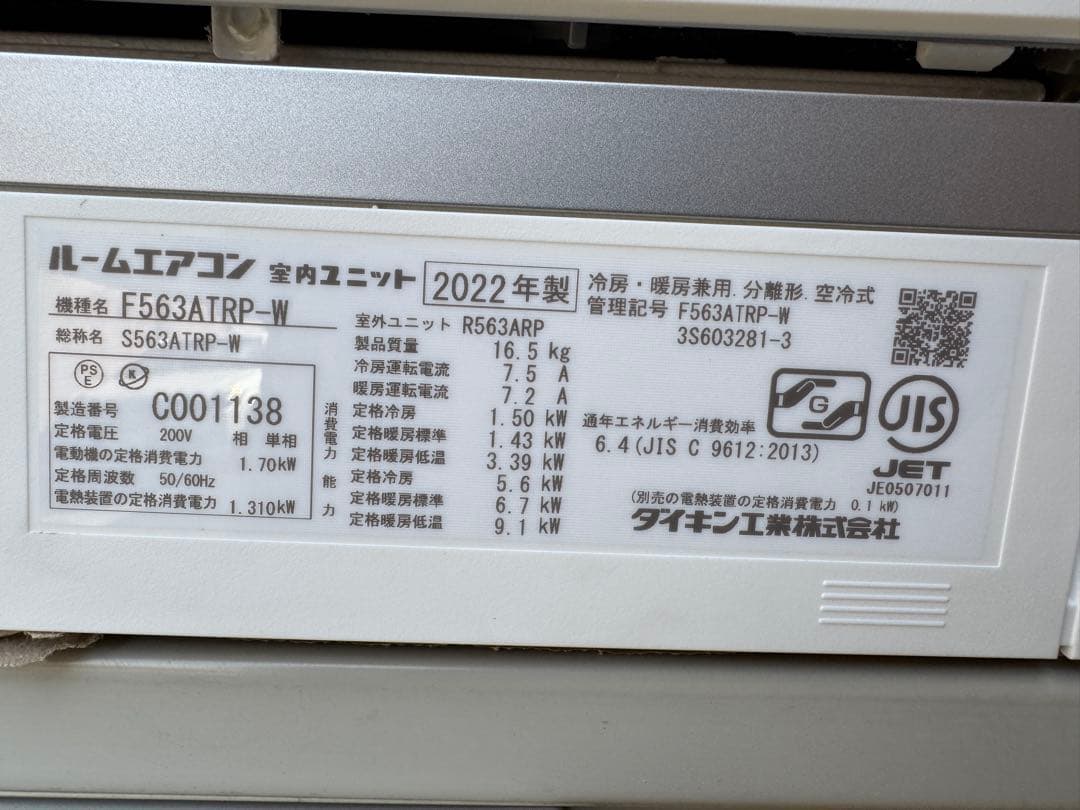 ルームエアコン 室内ユニット 2022年製
機種名 F563ATRP-W
総称名 S563ATRP-W
PS
E
K
製造番号 C001138
定格電圧 200V 相 単相
電動機の定格消費電力 1.70kW
定格周波数 50/60Hz
電熱装置の定格消費電力 1.310kW
室外ユニット R563ARP
製品質量 16.5 kg
冷房運転電流 7.5 A
暖房運転電流 7.2 A
消費電力
定格冷房 1.50 kW
定格暖房標準 1.43 kW
定格暖房低温 3.39 kW
能力
定格冷房 5.6 kW
定格暖房標準 6.7 kW
定格暖房低温 9.1 kW
冷房・暖房兼用.分離形.空冷式
管理記号 F563ATRP-W
3S603281-3
通年エネルギー消費効率
6.4(JIS C 9612:2013)
G
JIS
JET
JE0507011
(別売の電熱装置の定格消費電力 0.1 kW)
ダイキン工業株式会社